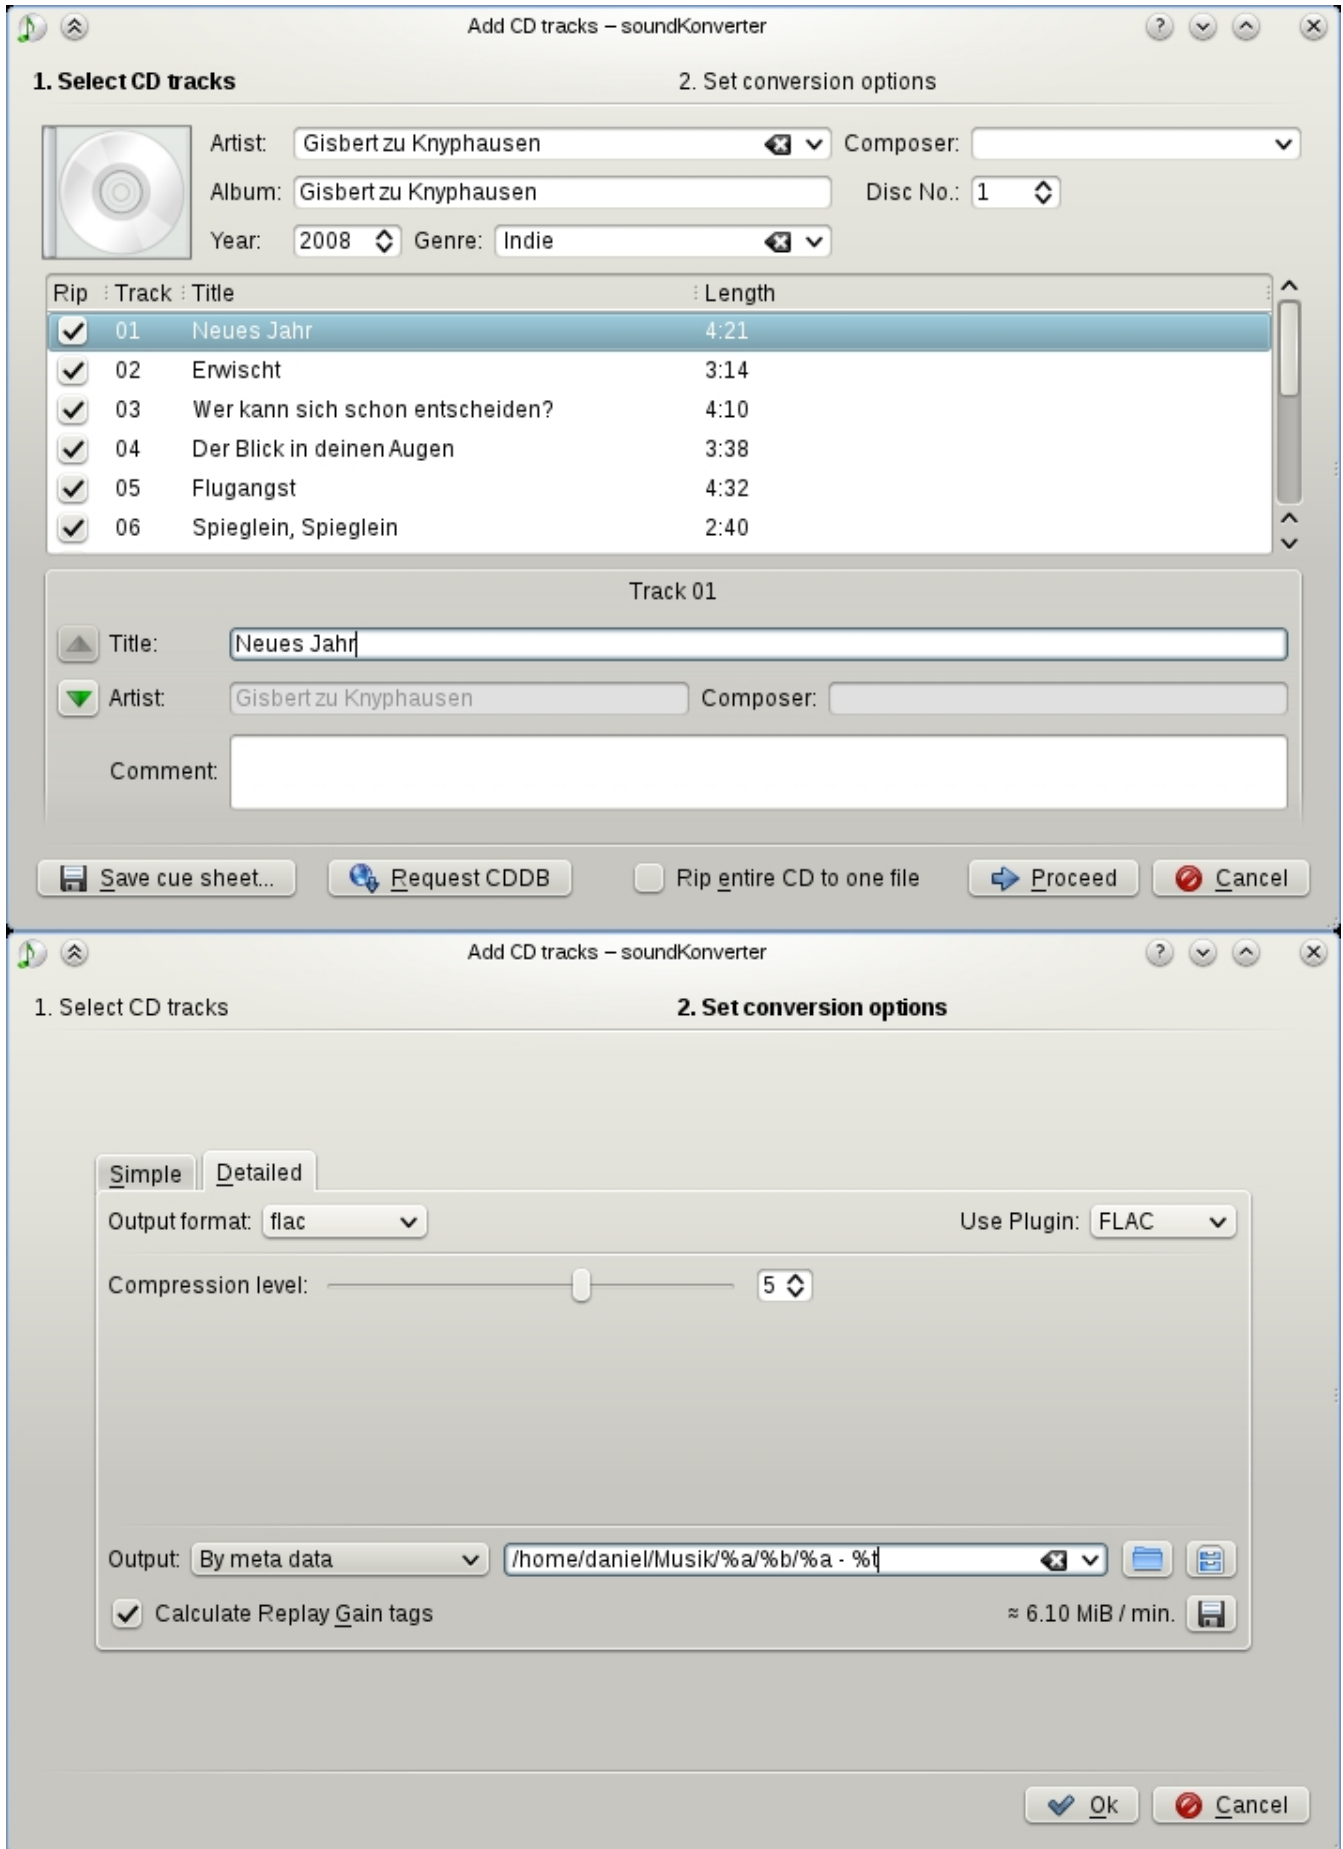 Add CD tracks – soundKonverter
1. Select CD tracks 2. Set conversion options
Artist: Gisbert zu Knyphausen Composer:
Album: Gisbert zu Knyphausen Disc No.: 1
Year: 2008 Genre: Indie
Rip Track Title Length
01 Neues Jahr 4:21
02 Erwischt 3:14
03 Wer kann sich schon entscheiden? 4:10
04 Der Blick in deinen Augen 3:38
05 Flugangst 4:32
06 Spieglein, Spieglein 2:40
Track 01
Title: Neues Jahr
Artist: Gisbert zu Knyphausen Composer:
Comment:
Save cue sheet... Request CDDB Rip entire CD to one file Proceed Cancel
Add CD tracks – soundKonverter
1. Select CD tracks 2. Set conversion options
Simple Detailed
Output format: flac Use Plugin: FLAC
Compression level: 5
Output: By meta data /home/daniel/Musik/%a/%b/%a - %t
Calculate Replay Gain tags ≈ 6.10 MiB / min.
Ok Cancel